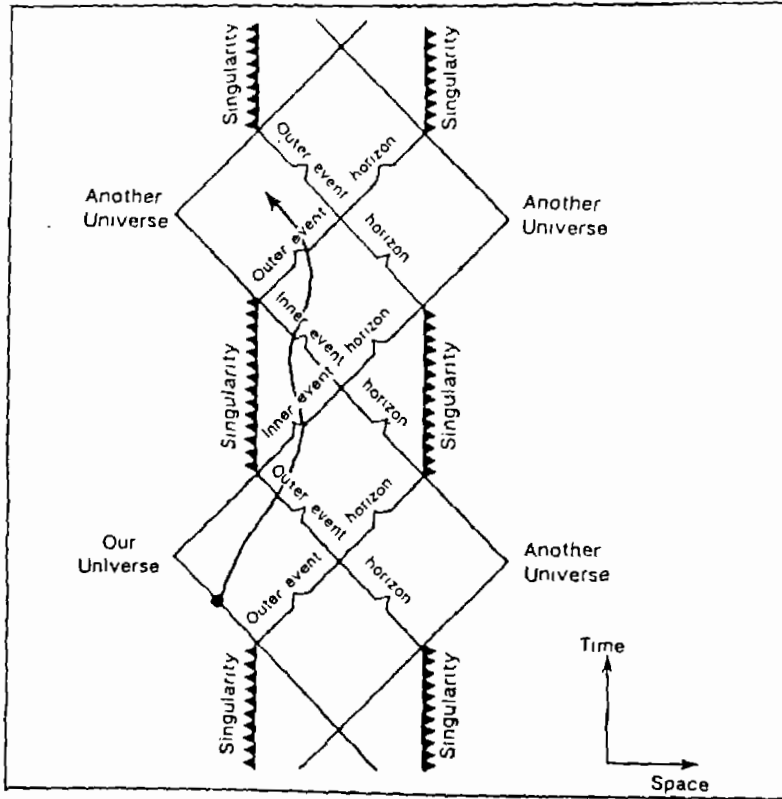 Singularity
Singularity
Outer event horizon
Another
Universe
Another
Universe
Outer event horizon
Inner event horizon
Singularity
Singularity
Inner event horizon
Outer event horizon
Our
Universe
Another
Universe
Outer event horizon
Singularity
Singularity
Time
Space